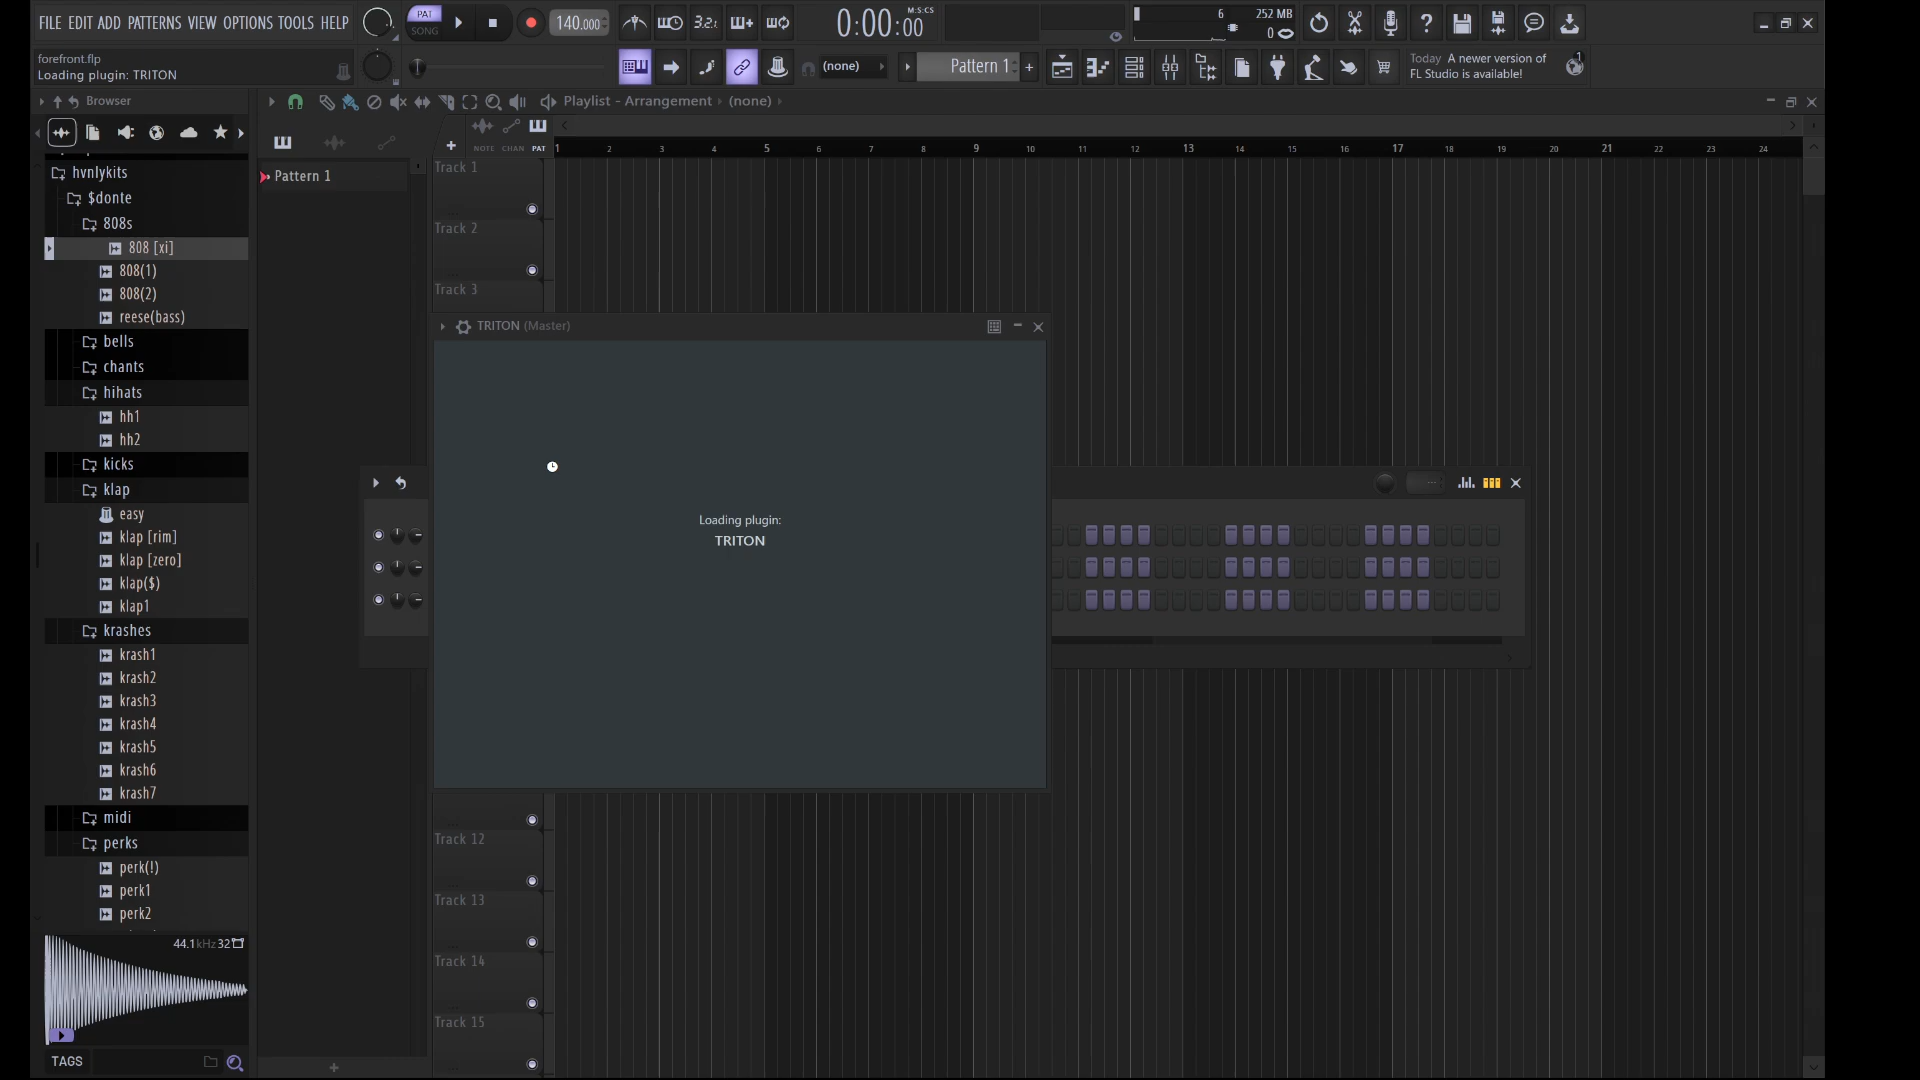 FILE EDIT ADD PATTERNS VIEW OPTIONS TOOLS HELP
PAT
SONG
140.000
3.2.
0:00:00
M:S:CS
6
252 MB
0
forefront.flp
Loading plugin: TRITON
(none)
Pattern 1
Today A newer version of
FL Studio is available!
1
Browser
Playlist - Arrangement
(none)
NOTE CHAN PAT
1 2 3 4 5 6 7 8 9 10 11 12 13 14 15 16 17 18 19 20 21 22 23 24
Pattern 1
Track 1
Track 2
Track 3
hvnlykits
$donte
808s
808 [xi]
808(1)
808(2)
reese(bass)
bells
chants
hihats
hh1
hh2
kicks
klap
easy
klap [rim]
klap [zero]
klap($)
klap1
krashes
krash1
krash2
krash3
krash4
krash5
krash6
krash7
midi
perks
perk(!)
perk1
perk2
TRITON (Master)
Loading plugin:
TRITON
Track 12
Track 13
Track 14
Track 15
44.1kHz 32
TAGS